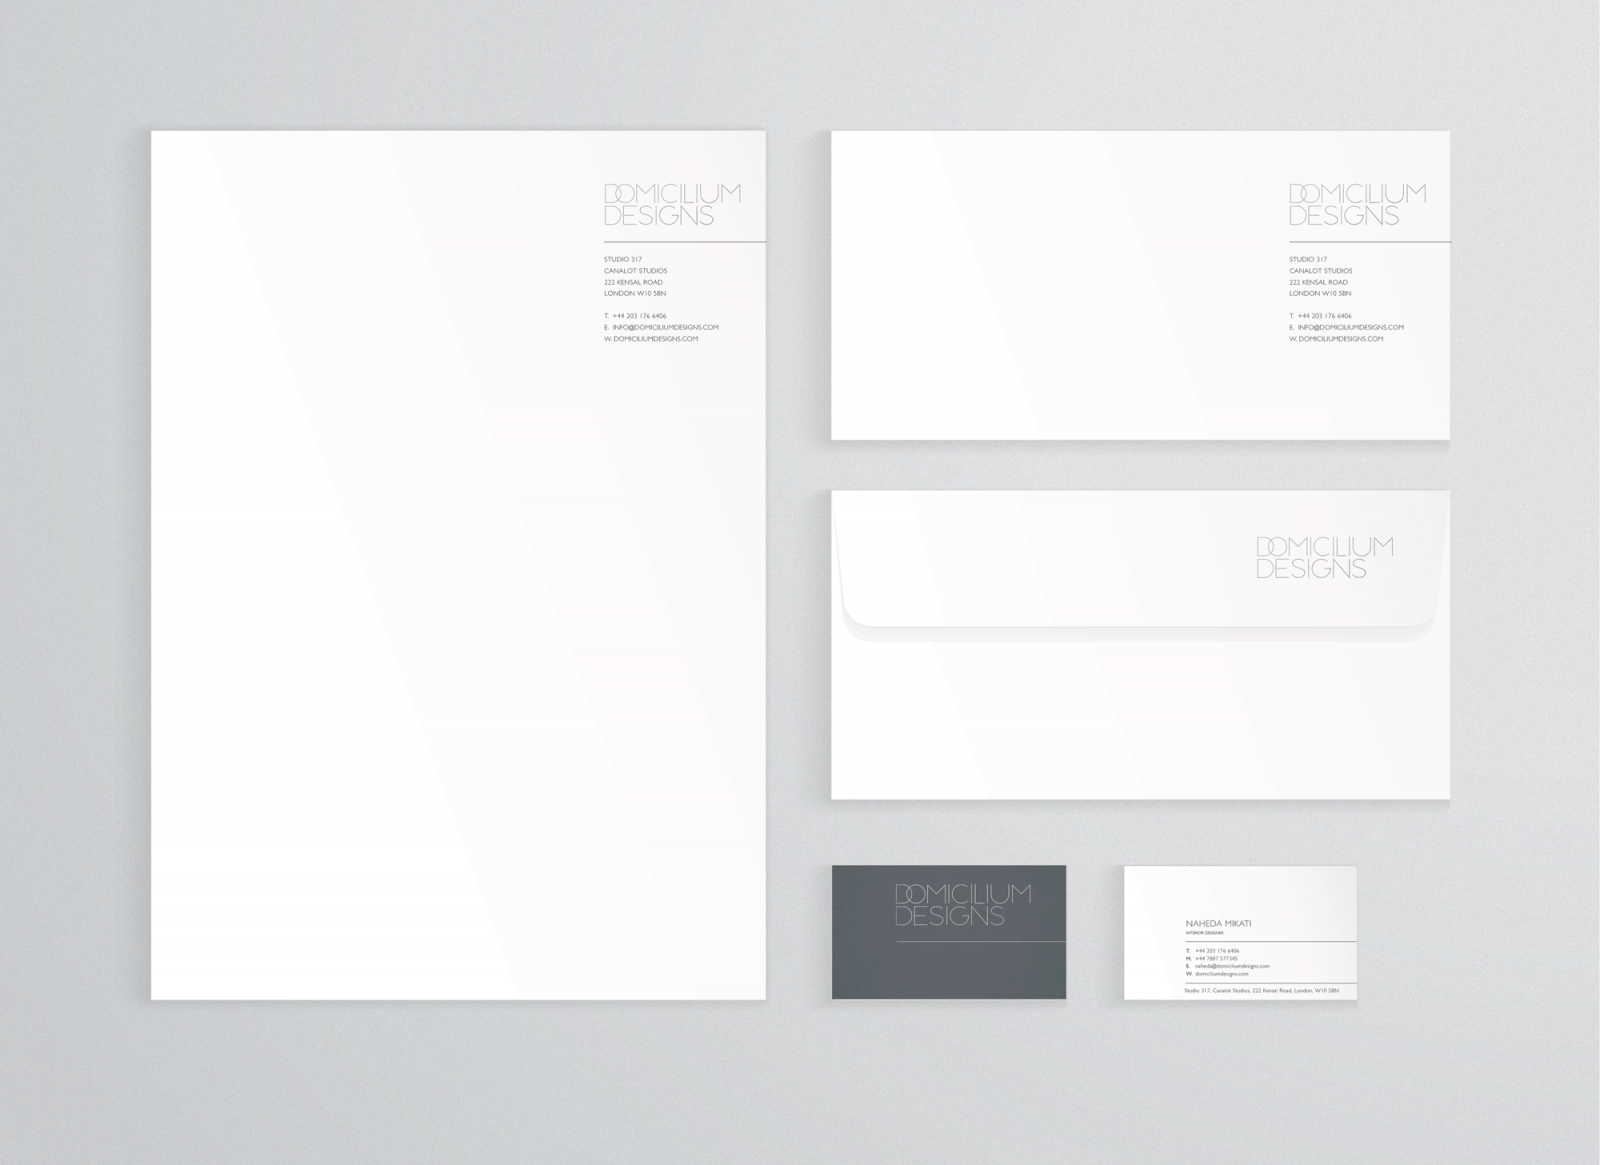 DOMICILIUM
DESIGNS
STUDIO 317
CANALOT STUDIOS
222 KENSAL ROAD
LONDON W10 5BN
T. +44 203 176 6406
E. INFO@DOMICILIUMDESIGNS.COM
W. DOMICILIUMDESIGNS.COM
DOMICILIUM
DESIGNS
STUDIO 317
CANALOT STUDIOS
222 KENSAL ROAD
LONDON W10 5BN
T. +44 203 176 6406
E. INFO@DOMICILIUMDESIGNS.COM
W. DOMICILIUMDESIGNS.COM
DOMICILIUM
DESIGNS
DOMICILIUM
DESIGNS
NAHEDA MIKATI
INTERIOR DESIGNER
T. +44 203 176 6406
M. +44 7887 577345
E. naheda@domiciliumdesigns.com
W. domiciliumdesigns.com
Studio 317, Canalot Studios, 222 Kensal Road, London, W10 5BN